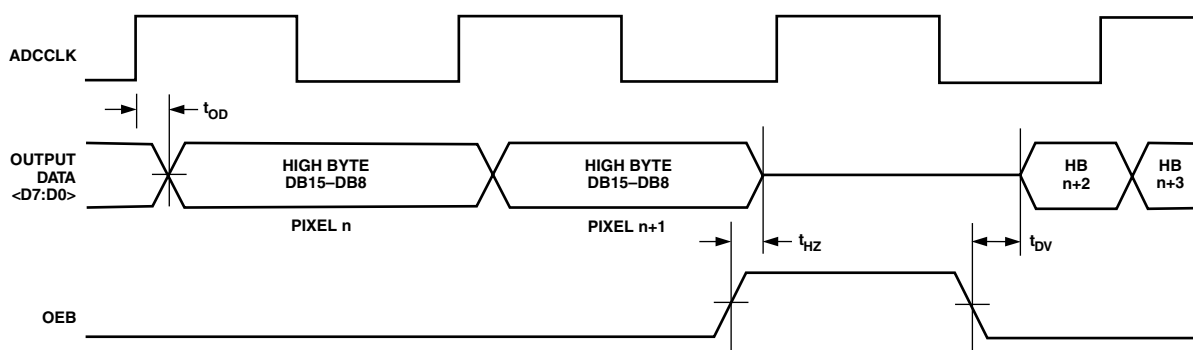 ADCCLK
tOD
OUTPUT
DATA
<D7:D0>
HIGH BYTE
DB15–DB8
HIGH BYTE
DB15–DB8
HB
n+2
HB
n+3
PIXEL n
PIXEL n+1
tHZ
tDV
OEB